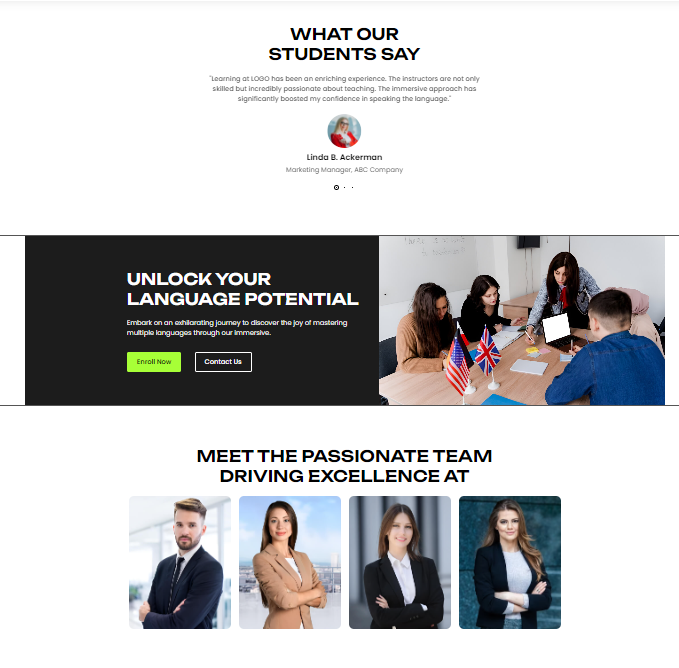 WHAT OUR
STUDENTS SAY
"Learning at LOGO has been an enriching experience. The instructors are not only
skilled but incredibly passionate about teaching. The immersive approach has
significantly boosted my confidence in speaking the language."
Linda B. Ackerman
Marketing Manager, ABC Company
UNLOCK YOUR
LANGUAGE POTENTIAL
Embark on an exhilarating journey to discover the joy of mastering
multiple languages through our immersive.
Enroll Now
Contact Us
MEET THE PASSIONATE TEAM
DRIVING EXCELLENCE AT